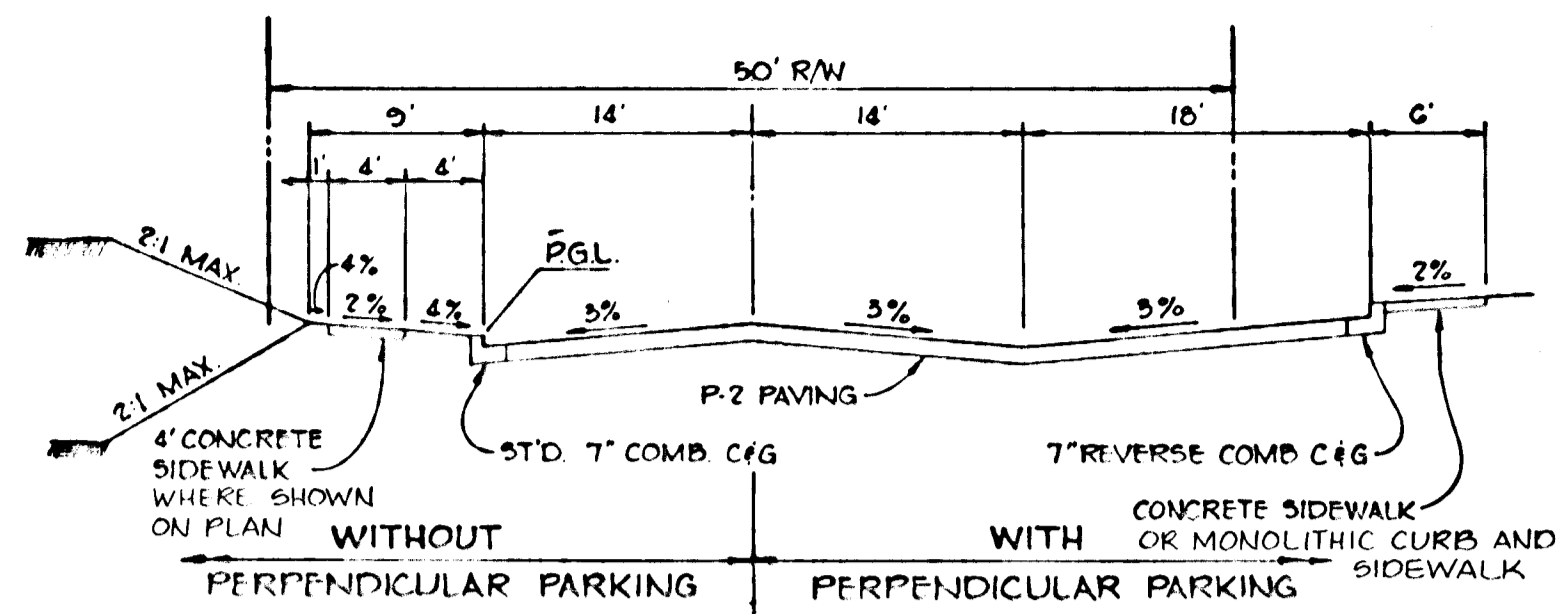 50' R/W
9' 14' 14' 18' 6'
1' 4' 4'
2:1 MAX.
4%
P.G.L.
2%
2% 4% 3% 3% 3%
2:1 MAX.
P-2 PAVING
4' CONCRETE
SIDEWALK
WHERE SHOWN
ON PLAN
ST'D. 7" COMB. C&G
7" REVERSE COMB C&G
CONCRETE SIDEWALK
OR MONOLITHIC CURB AND
SIDEWALK
WITHOUT
PERPENDICULAR PARKING
WITH
PERPENDICULAR PARKING